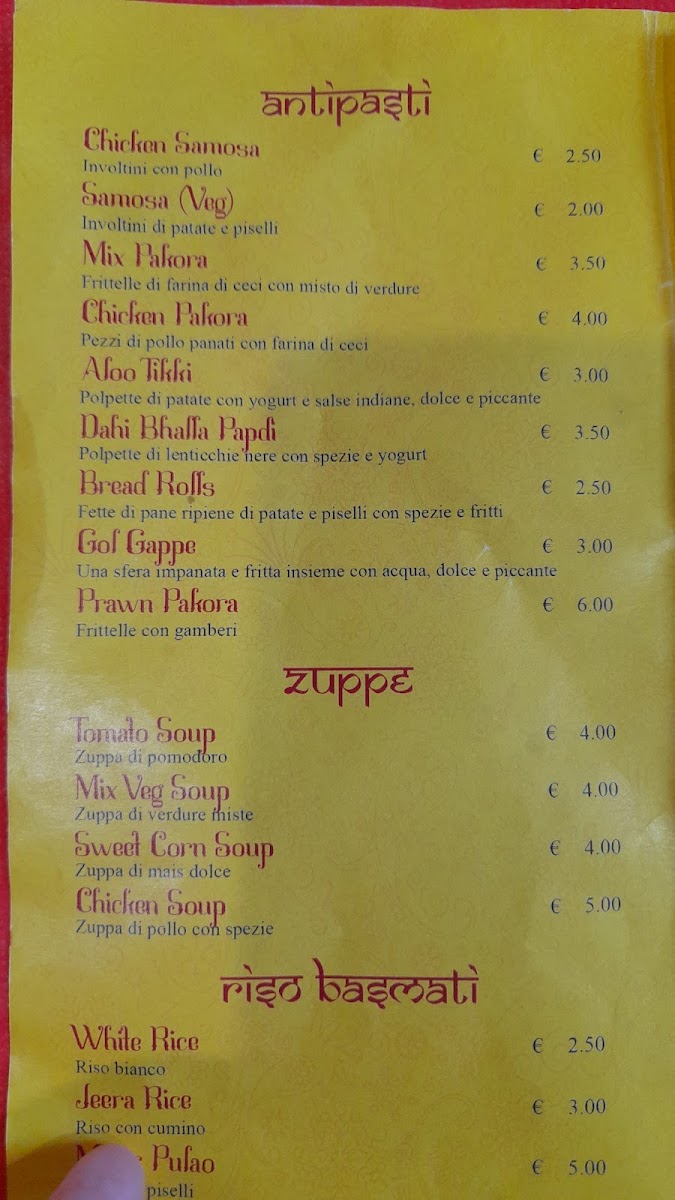 antipasti
Chicken Samosa € 2.50
Involtini con pollo
Samosa (Veg) € 2.00
Involtini di patate e piselli
Mix Pakora € 3.50
Frittelle di farina di ceci con misto di verdure
Chicken Pakora € 4.00
Pezzi di pollo panati con farina di ceci
Aloo Tikki € 3.00
Polpette di patate con yogurt e salse indiane, dolce e piccante
Dahi Bhalla Papdi € 3.50
Polpette di lenticchie nere con spezie e yogurt
Bread Rolls € 2.50
Fette di pane ripiene di patate e piselli con spezie e fritti
Gol Gappe € 3.00
Una sfera impanata e fritta insieme con acqua, dolce e piccante
Prawn Pakora € 6.00
Frittelle con gamberi
zuppe
Tomato Soup € 4.00
Zuppa di pomodoro
Mix Veg Soup € 4.00
Zuppa di verdure miste
Sweet Corn Soup € 4.00
Zuppa di mais dolce
Chicken Soup € 5.00
Zuppa di pollo con spezie
riso basmati
White Rice € 2.50
Riso bianco
Jeera Rice € 3.00
Riso con cumino
Pulao € 5.00
piselli